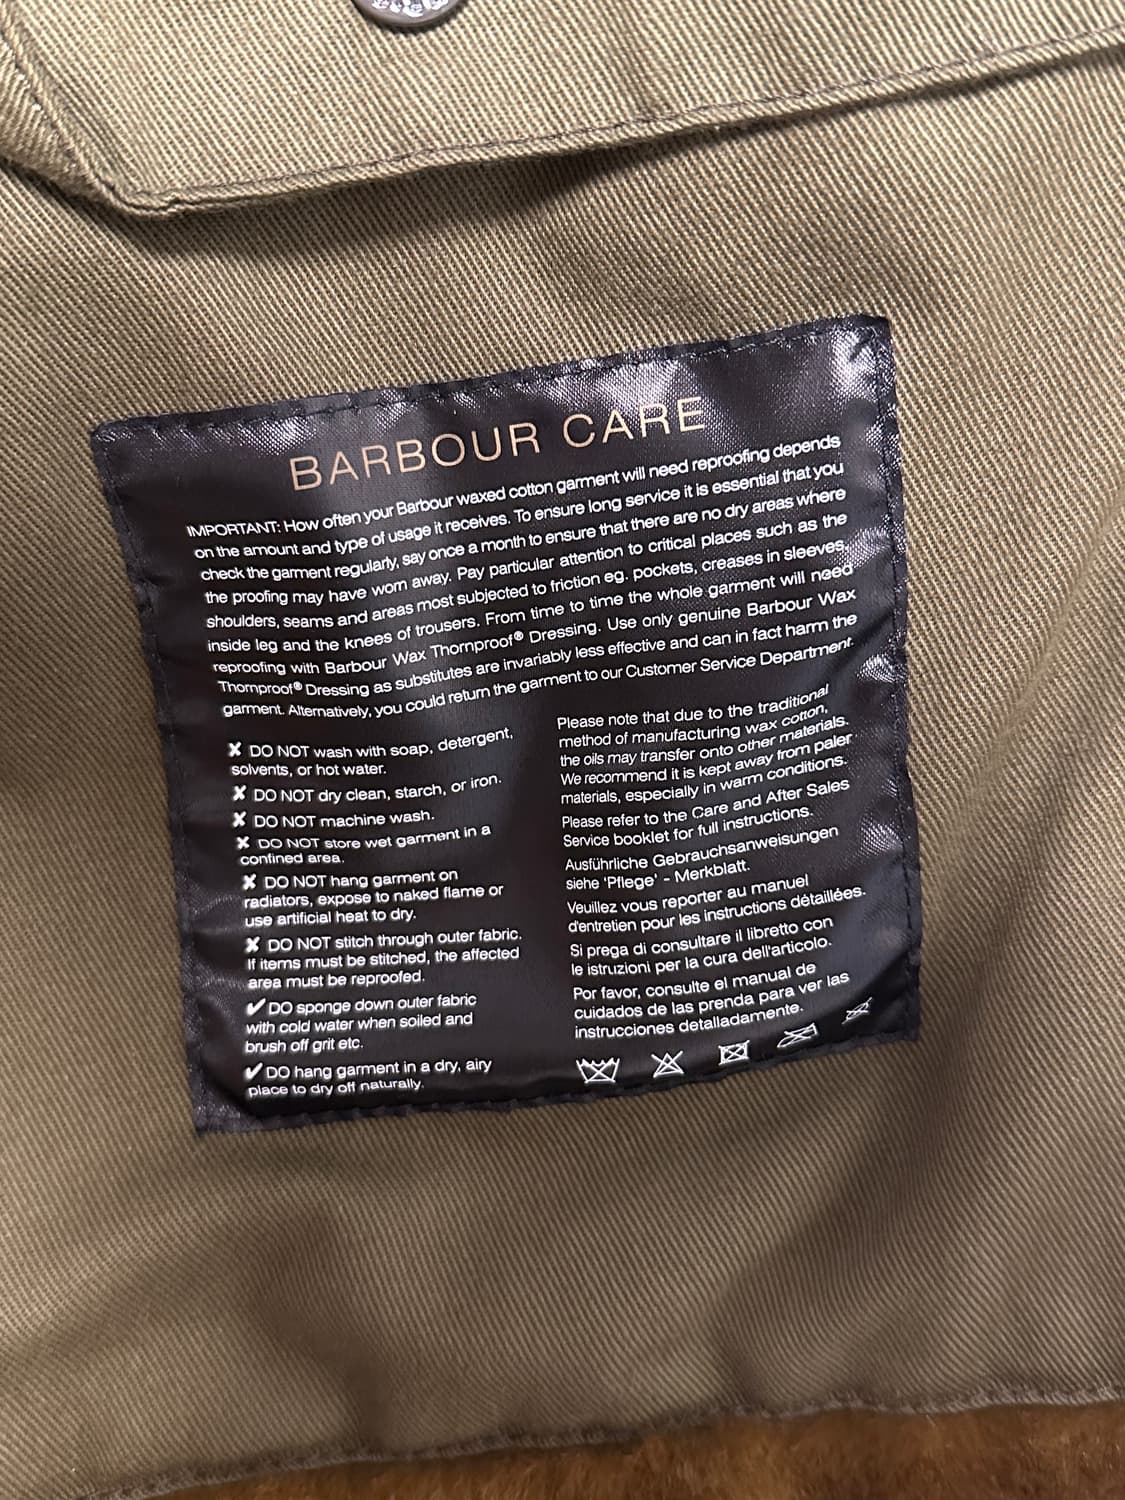 BARBOUR CARE
IMPORTANT: How often your Barbour waxed cotton garment will need reproofing depends
on the amount and type of usage it receives. To ensure long service it is essential that you
check the garment regularly, say once a month to ensure that there are no dry areas where
the proofing may have worn away. Pay particular attention to critical places such as the
shoulders, seams and areas most subjected to friction eg. pockets, creases in sleeves,
inside leg and the knees of trousers. From time to time the whole garment will need
reproofing with Barbour Wax Thornproof® Dressing. Use only genuine Barbour Wax
Thornproof® Dressing as substitutes are invariably less effective and can in fact harm the
garment. Alternatively, you could return the garment to our Customer Service Department.
✘ DO NOT wash with soap, detergent,
solvents, or hot water.
✘ DO NOT dry clean, starch, or iron.
✘ DO NOT machine wash.
✘ DO NOT store wet garment in a
confined area.
✘ DO NOT hang garment on
radiators, expose to naked flame or
use artificial heat to dry.
✘ DO NOT stitch through outer fabric.
If items must be stitched, the affected
area must be reproofed.
✔ DO sponge down outer fabric
with cold water when soiled and
brush off grit etc.
✔ DO hang garment in a dry, airy
place to dry off naturally.
Please note that due to the traditional
method of manufacturing wax cotton,
the oils may transfer onto other materials.
We recommend it is kept away from paler
materials, especially in warm conditions.
Please refer to the Care and After Sales
Service booklet for full instructions.
Ausführliche Gebrauchsanweisungen
siehe 'Pflege' - Merkblatt.
Veuillez vous reporter au manuel
d'entretien pour les instructions détaillées.
Si prega di consultare il libretto con
le istruzioni per la cura dell'articolo.
Por favor, consulte el manual de
cuidados de las prenda para ver las
instrucciones detalladamente.